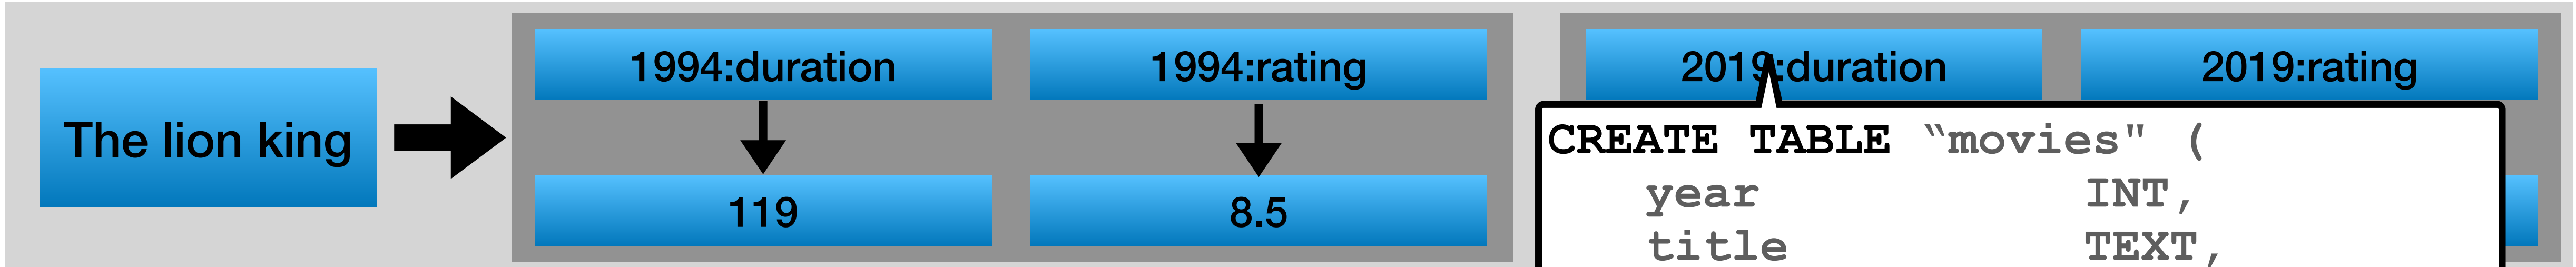 The lion king
1994:duration
1994:rating
119
8.5
2019:duration
2019:rating
CREATE TABLE “movies" (
year INT,
title TEXT,